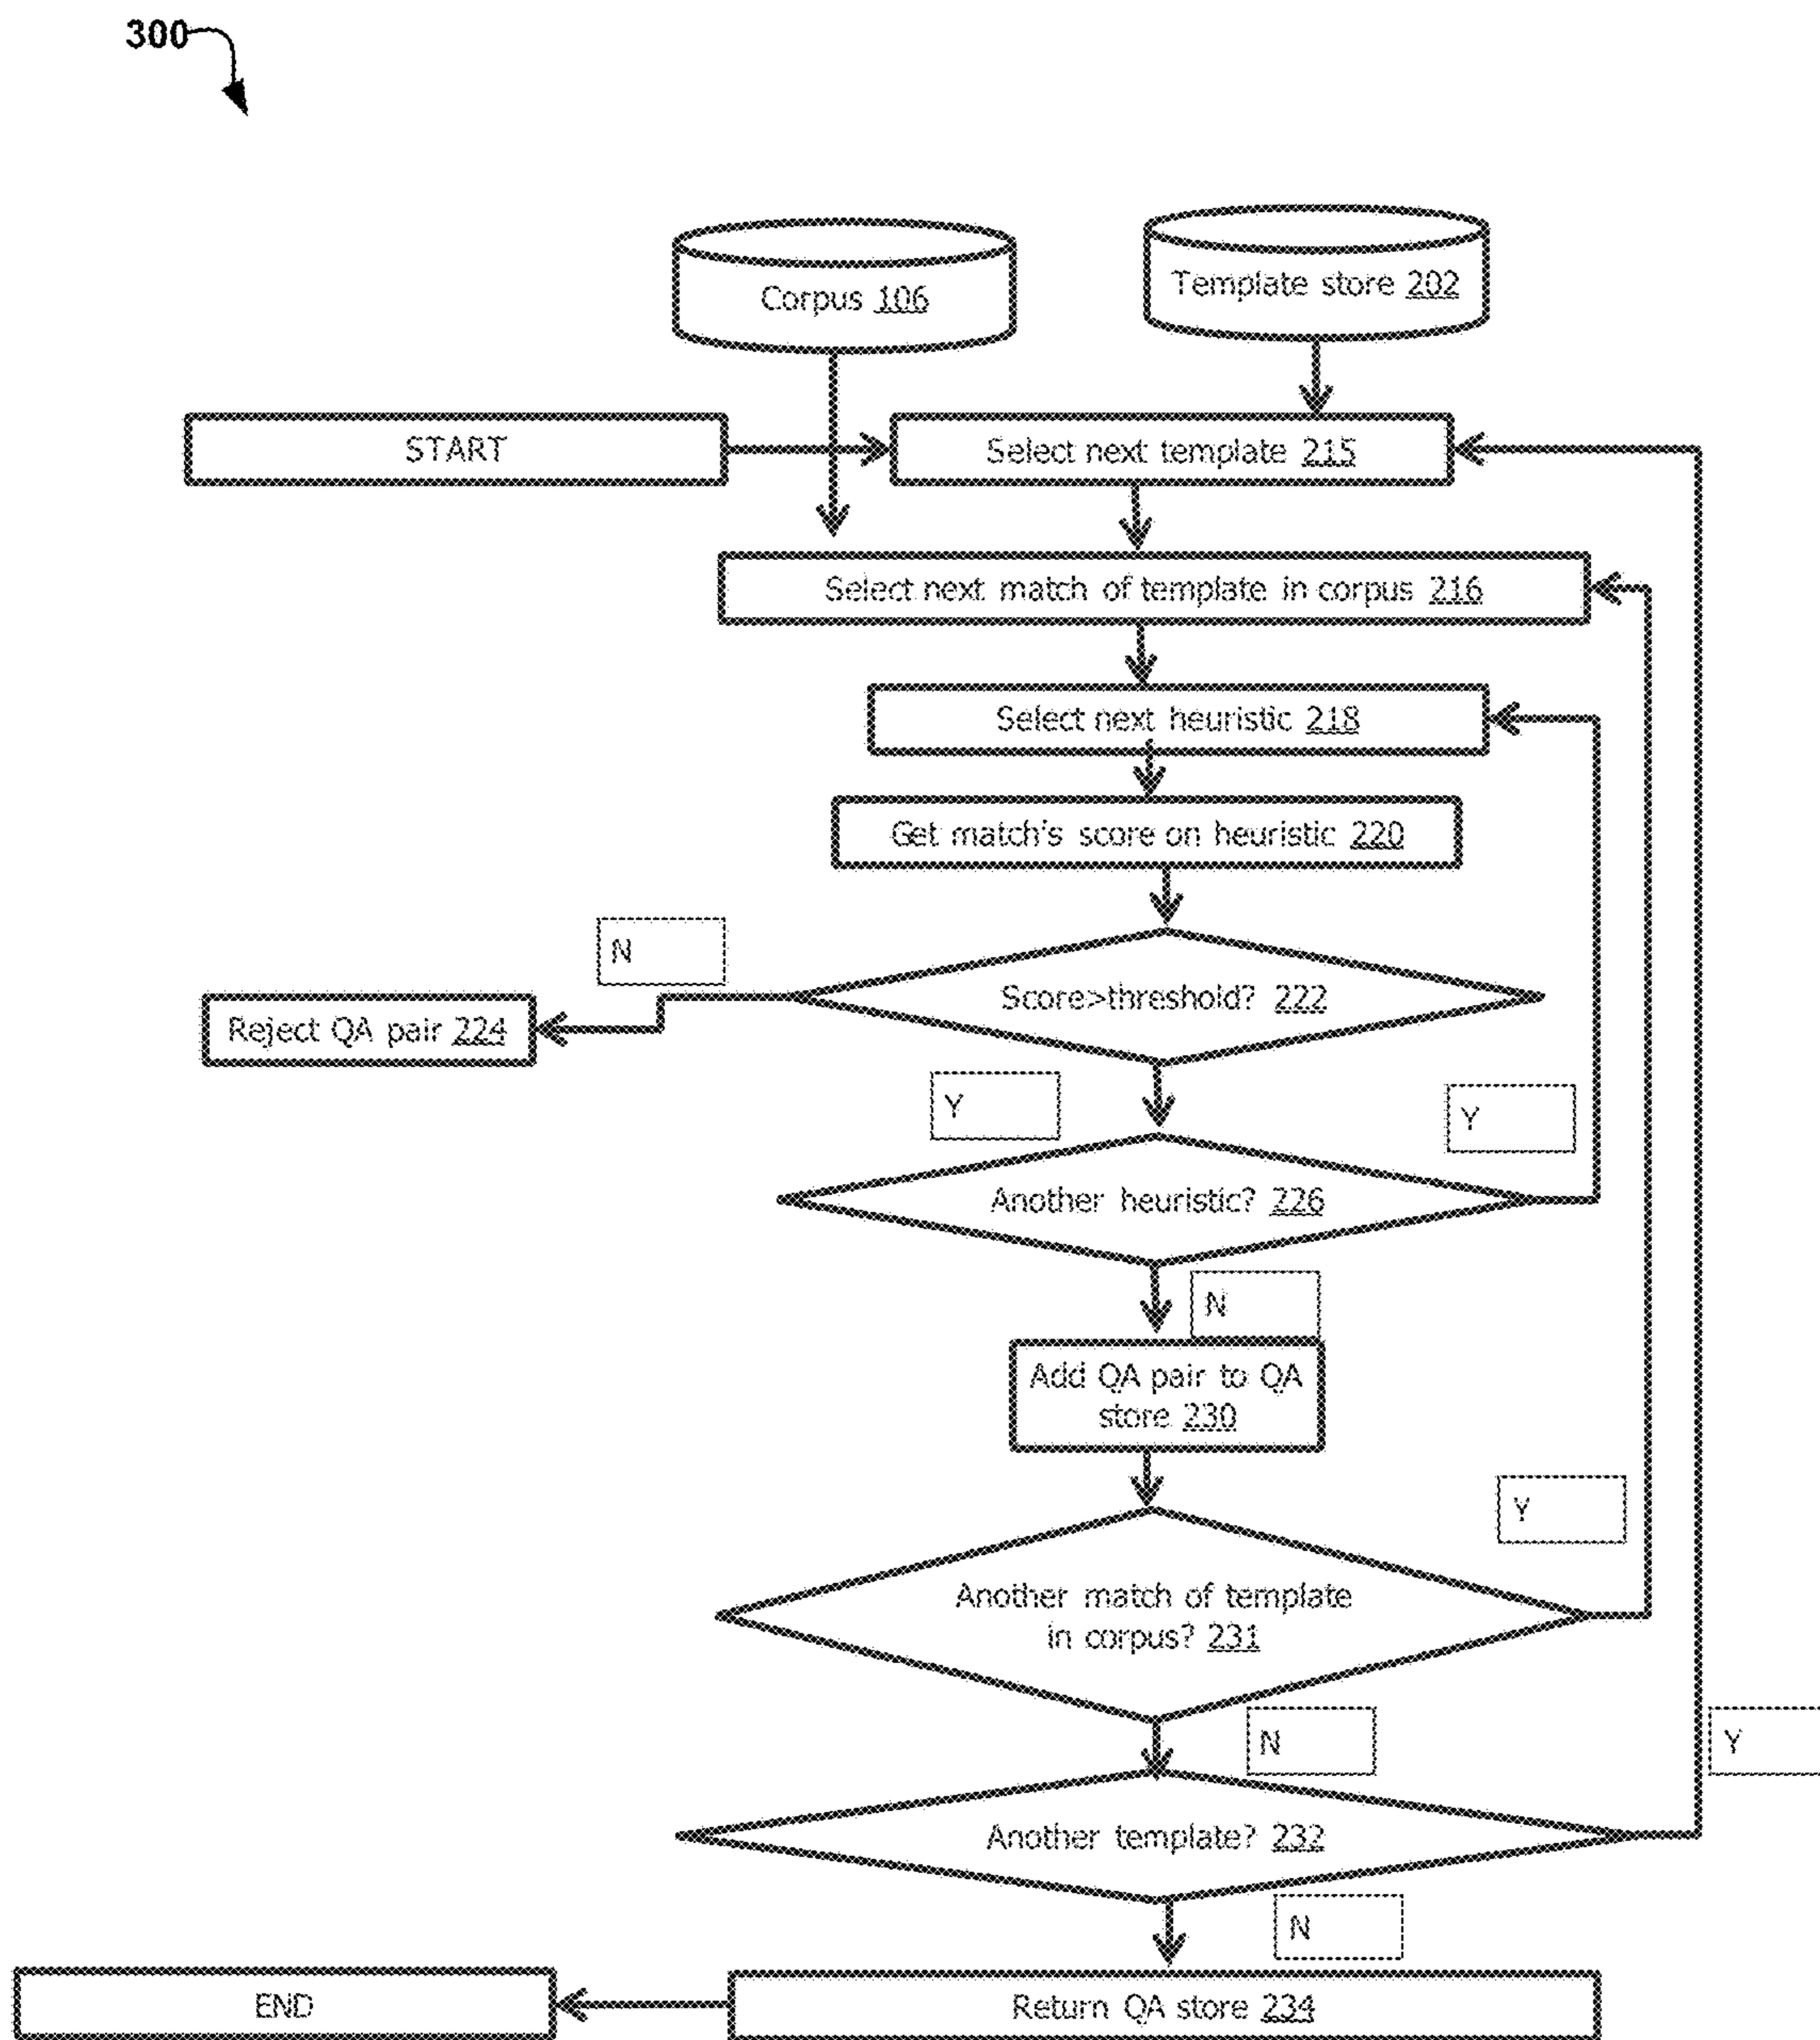 300
Corpus 106
Template store 202
START
Select next template 215
Select next match of template in corpus 216
Select next heuristic 218
Get match's score on heuristic 220
N
Score>threshold? 222
Reject QA pair 224
Y
Y
Another heuristic? 226
N
Add QA pair to QA
store 230
Y
Another match of template
in corpus? 231
N
Y
Another template? 232
N
END
Return QA store 234